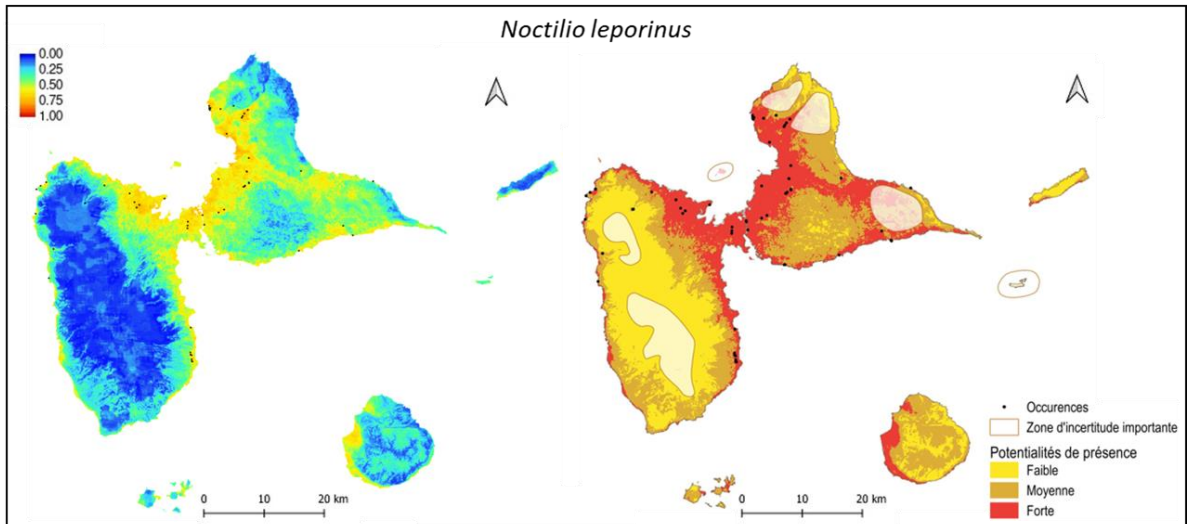 Noctilio leporinus
0.00
0.25
0.50
0.75
1.00
0 10 20 km
0 10 20 km
Occurences
Zone d'incertitude importante
Potentialités de présence
Faible
Moyenne
Forte